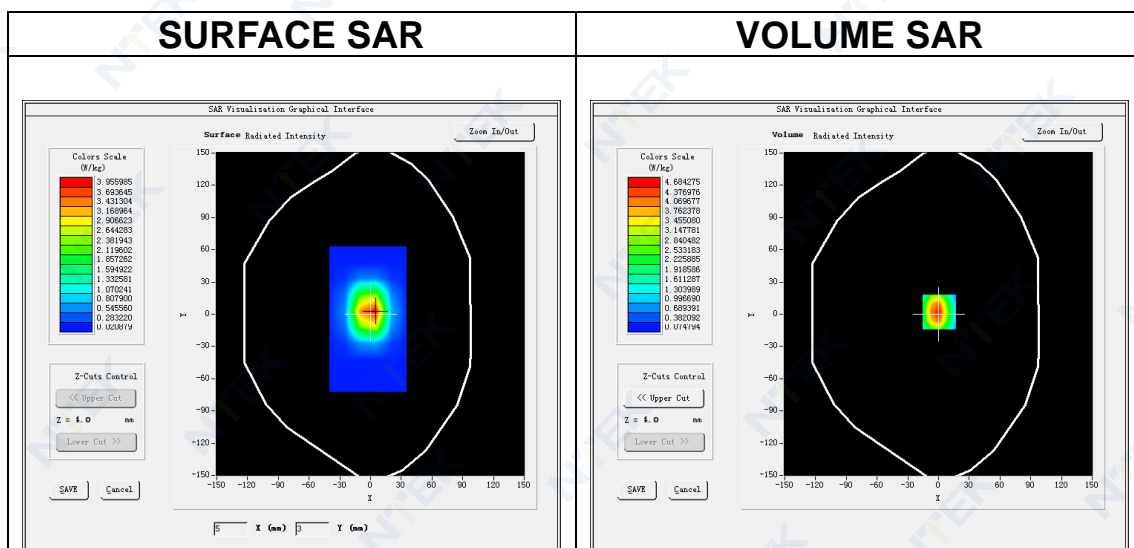 SURFACE SAR
VOLUME SAR
SAR Visualisation Graphical Interface
Surface Radiated Intensity
Zoom In/Out
Colors Scale
(W/kg)
3.955985
3.693645
3.431304
3.168964
2.906623
2.644283
2.381943
2.119602
1.857262
1.594922
1.332581
1.070241
0.807900
0.545560
0.283220
0.020879
150
120
90
60
30
0
-30
-60
-90
-120
-150
Y
-150 -120 -90 -60 -30 0 30 60 90 120 150
X
Z-Cuts Control
<< Upper Cut
Z = 4.0 mm
Lower Cut >>
SAVE Cancel
5 X (mm) 3 Y (mm)
SAR Visualisation Graphical Interface
Volume Radiated Intensity
Zoom In/Out
Colors Scale
(W/kg)
4.684275
4.376976
4.069677
3.762378
3.455080
3.147781
2.840482
2.533183
2.225885
1.918586
1.611287
1.303989
0.996690
0.689391
0.382092
0.074794
150
120
90
60
30
0
-30
-60
-90
-120
-150
Y
-150 -120 -90 -60 -30 0 30 60 90 120 150
X
Z-Cuts Control
<< Upper Cut
Z = 4.0 mm
Lower Cut >>
SAVE Cancel